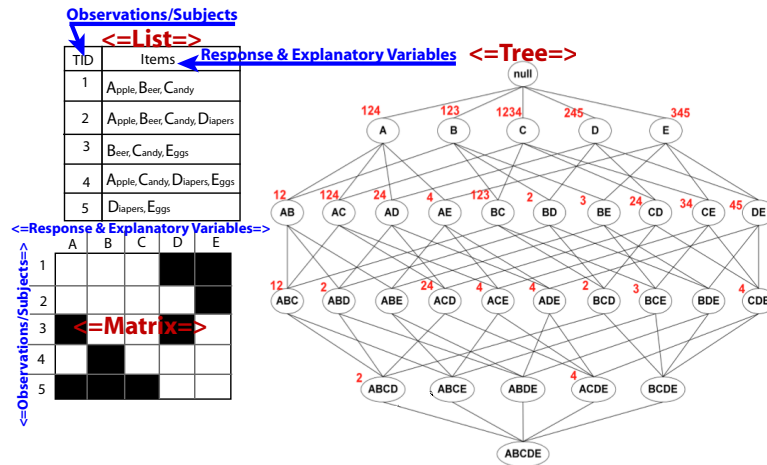 Observations/Subjects
<=List=>
TID Items
Response & Explanatory Variables
<=Tree=>
1 Apple,Beer,Candy
2 Apple,Beer,Candy,Diapers
3 Beer,Candy,Eggs
4 Apple,Candy,Diapers,Eggs
5 Diapers,Eggs
<=Response & Explanatory Variables=>
A B C D E
<=Observations/Subjects=>
1
2
3
4
5
<=Matrix=>
null
124 123 1234 245 345
A B C D E
12 124 24 4 123 2 3 24 34 45
AB AC AD AE BC BD BE CD CE DE
12 2 24 4 4 2 3 4
ABC ABD ABE ACD ACE ADE BCD BCE BDE CDE
2 4
ABCD ABCE ABDE ACDE BCDE
ABCDE